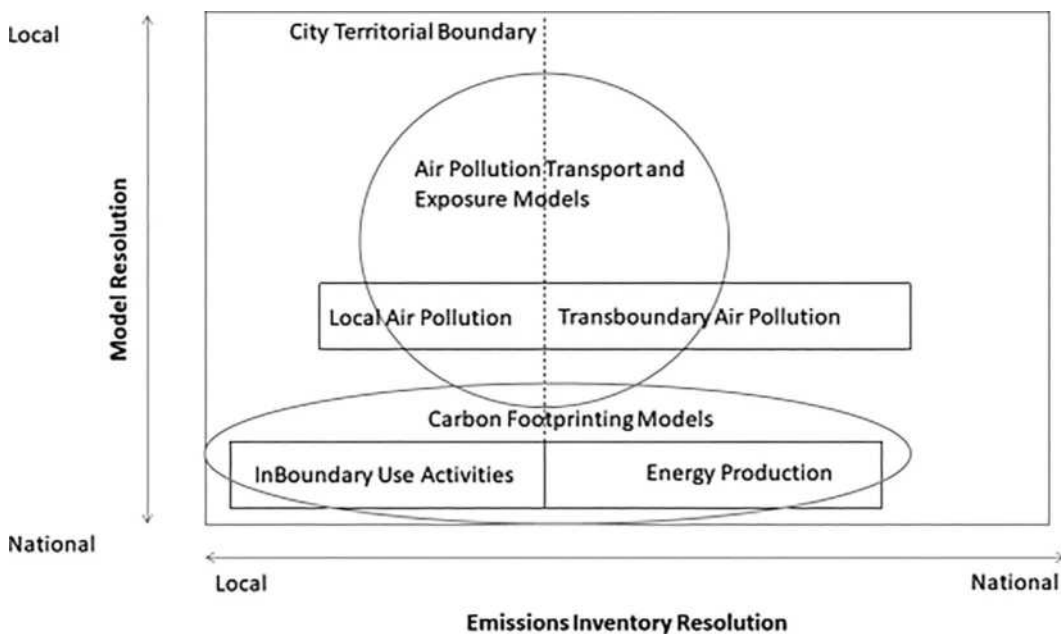 Local
City Territorial Boundary
Air Pollution Transport and
Exposure Models
Model Resolution
Local Air Pollution
Transboundary Air Pollution
Carbon Footprinting Models
InBoundary Use Activities
Energy Production
National
Local
National
Emissions Inventory Resolution